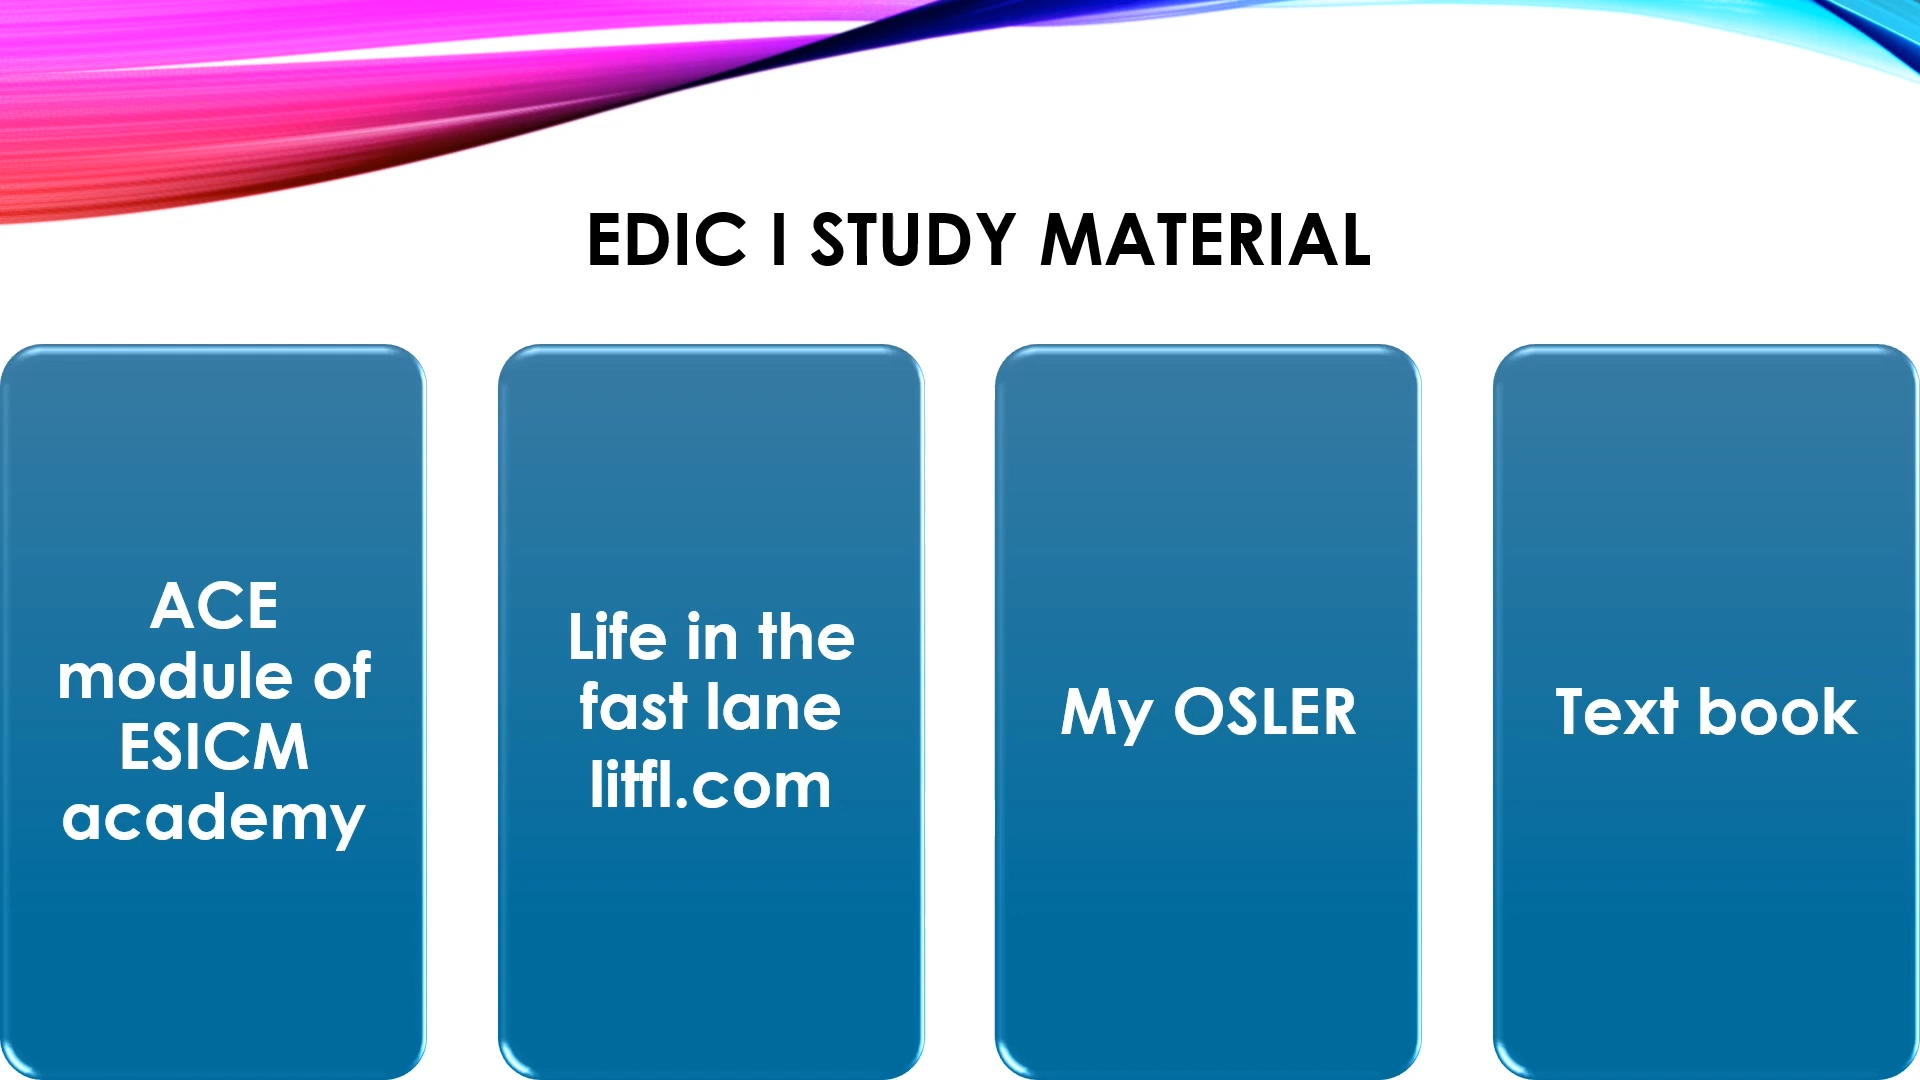 EDIC I STUDY MATERIAL
ACE
module of
ESICM
academy
Life in the
fast lane
litfl.com
My OSLER
Text book